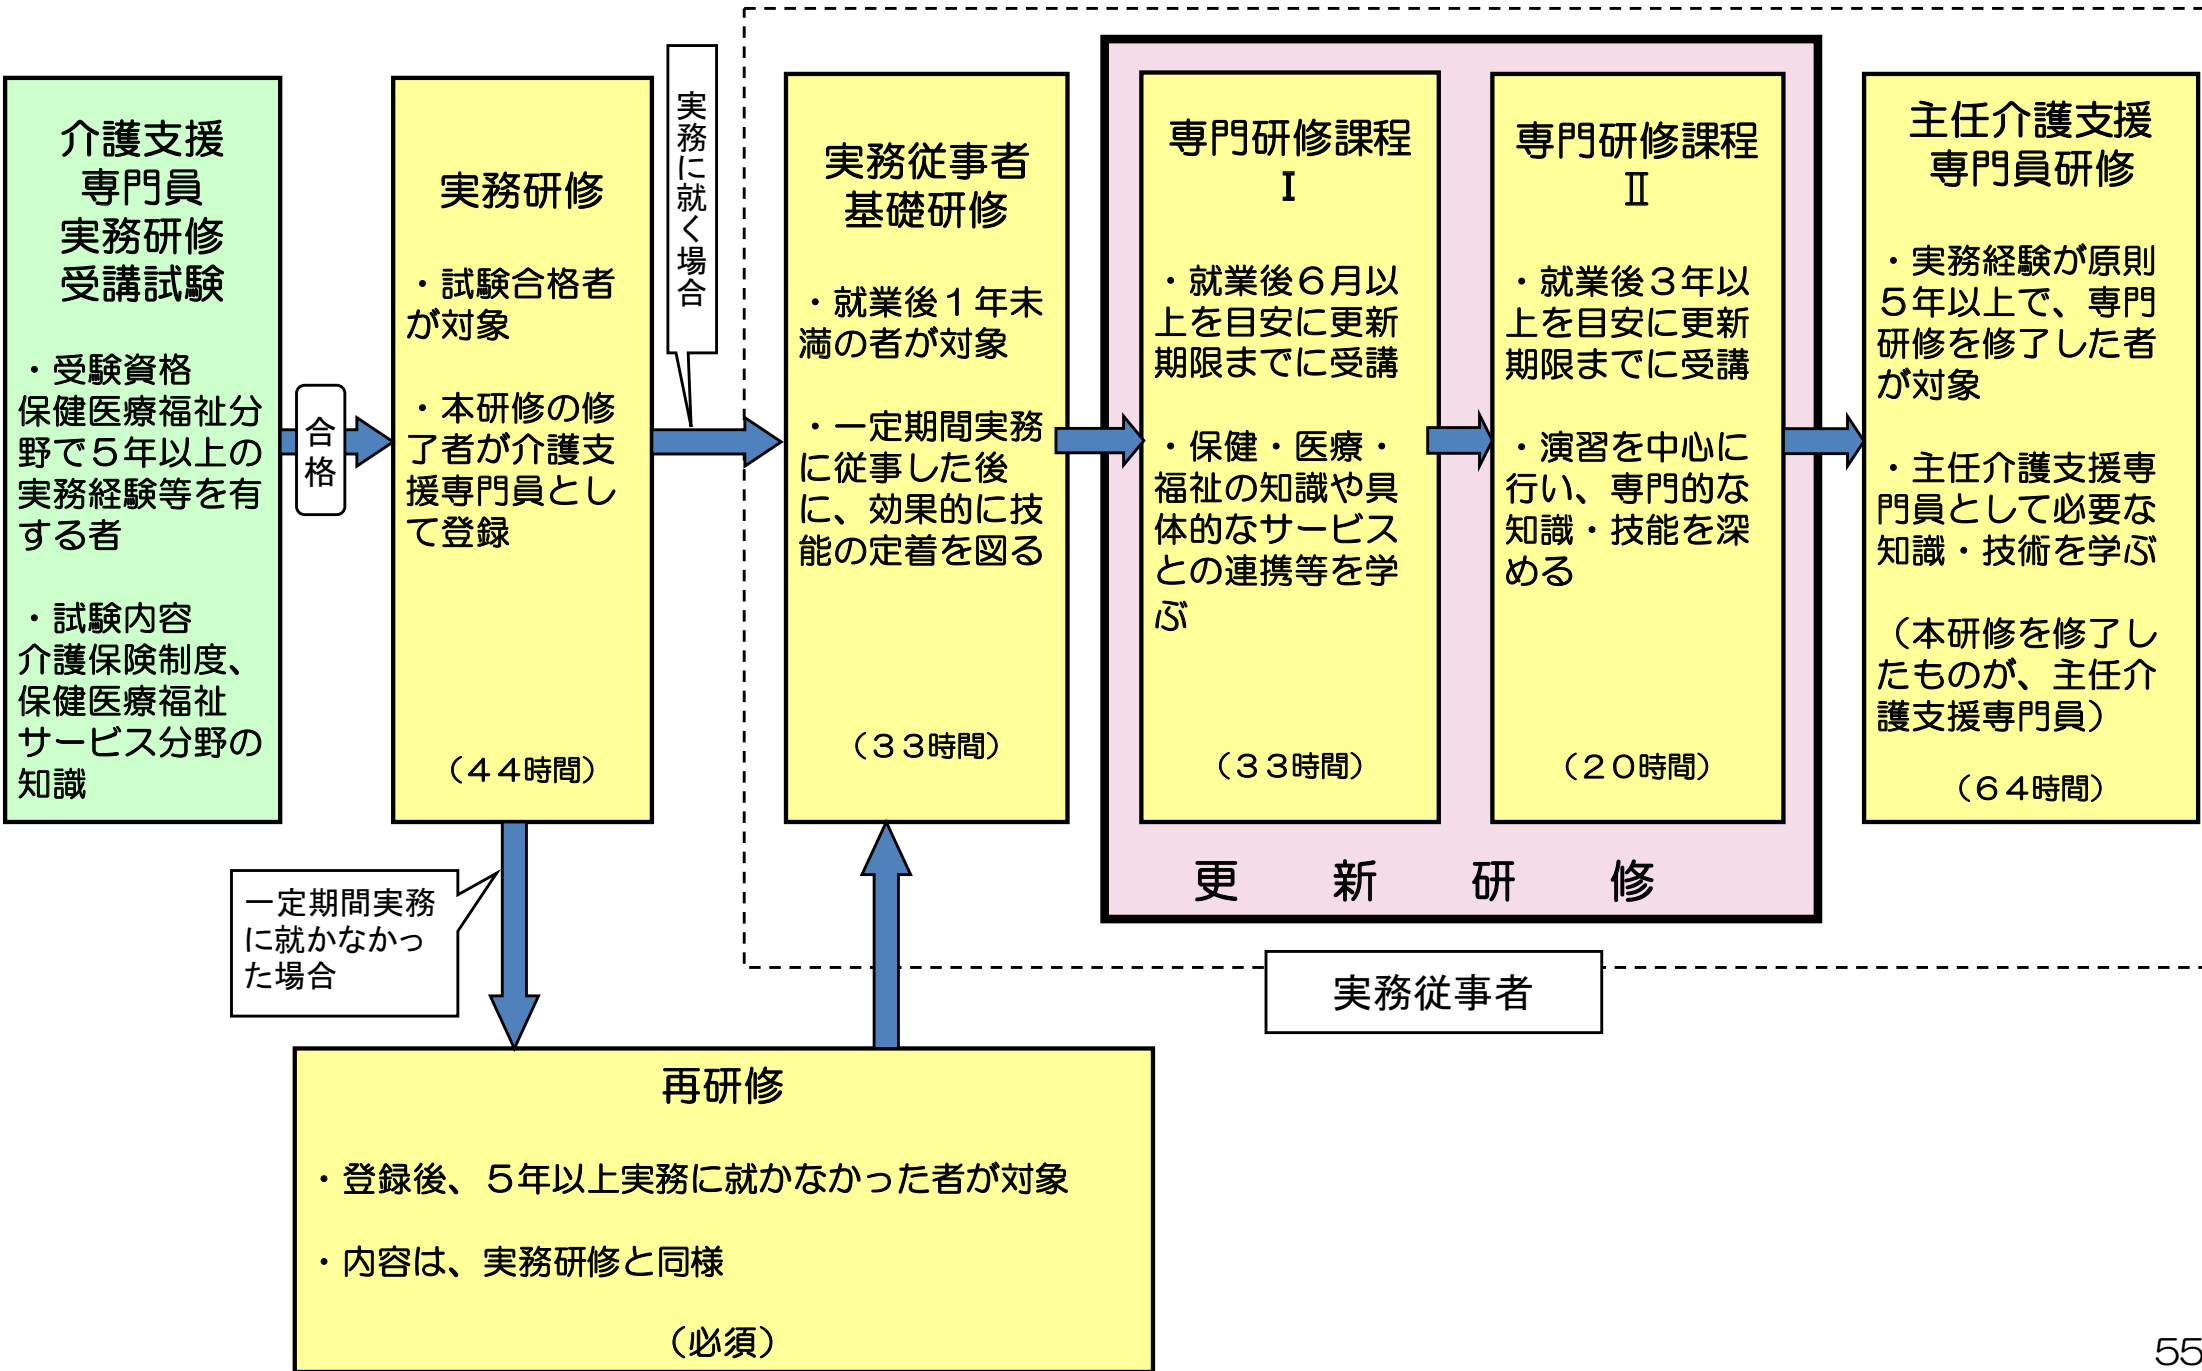 介護支援
専門員
実務研修
受講試験
・受験資格
保健医療福祉分
野で５年以上の
実務経験等を有
する者
・試験内容
介護保険制度、
保健医療福祉
サービス分野の
知識
合
格
実務研修
・試験合格者
が対象
・本研修の修
了者が介護支
援専門員とし
て登録
（４４時間）
実務に就く場合
実務従事者
基礎研修
・就業後１年未
満の者が対象
・一定期間実務
に従事した後
に、効果的に技
能の定着を図る
（３３時間）
専門研修課程
Ⅰ
・就業後６月以
上を目安に更新
期限までに受講
・保健・医療・
福祉の知識や具
体的なサービス
との連携等を学
ぶ
（３３時間）
専門研修課程
Ⅱ
・就業後３年以
上を目安に更新
期限までに受講
・演習を中心に
行い、専門的な
知識・技能を深
める
（２０時間）
更　新　研　修
主任介護支援
専門員研修
・実務経験が原則
５年以上で、専門
研修を修了した者
が対象
・主任介護支援専
門員として必要な
知識・技術を学ぶ
（本研修を修了し
たものが、主任介
護支援専門員）
（６４時間）
一定期間実務
に就かなかっ
た場合
実務従事者
再研修
・登録後、５年以上実務に就かなかった者が対象
・内容は、実務研修と同様
（必須）
55